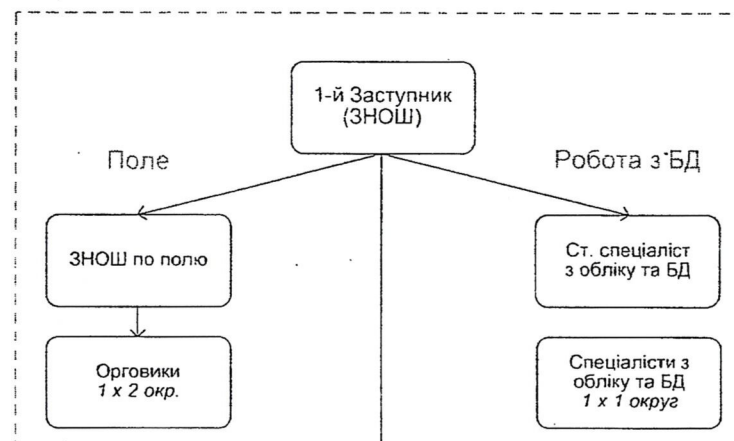 1-й Заступник
(ЗНОШ)
Поле
Робота з БД
ЗНОШ по полю
Ст. спеціаліст
з обліку та БД
Орговики
1 х 2 окр.
Спеціалісти з
обліку та БД
1 х 1 округ